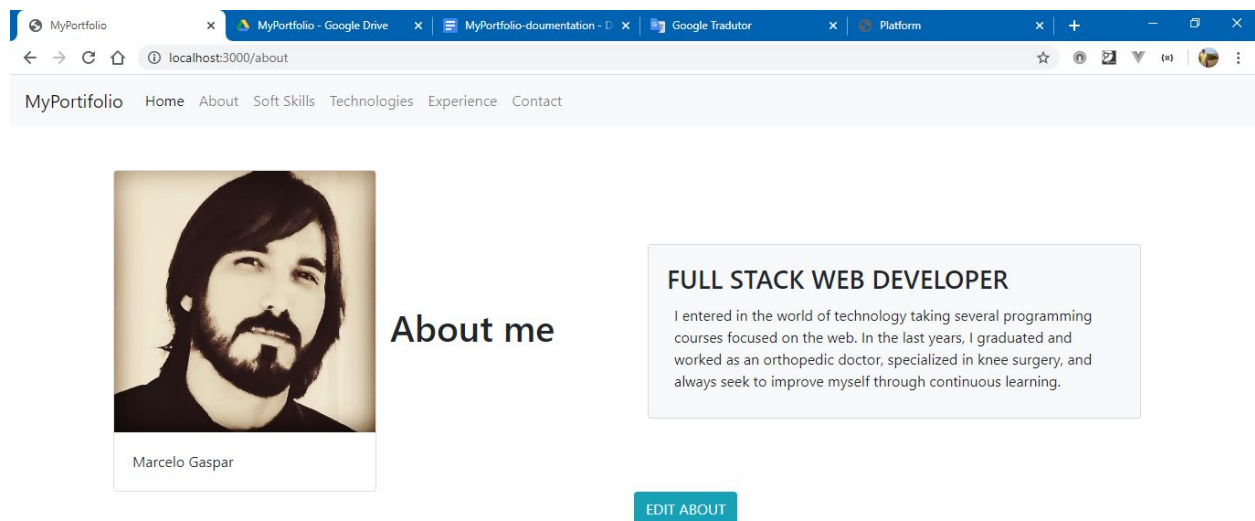 MyPortfolio
MyPortfolio - Google Drive
MyPortfolio-doumentation - D
Google Tradutor
Platform
localhost:3000/about
MyPortifolio Home About Soft Skills Technologies Experience Contact
About me
Marcelo Gaspar
FULL STACK WEB DEVELOPER
I entered in the world of technology taking several programming
courses focused on the web. In the last years, I graduated and
worked as an orthopedic doctor, specialized in knee surgery, and
always seek to improve myself through continuous learning.
EDIT ABOUT